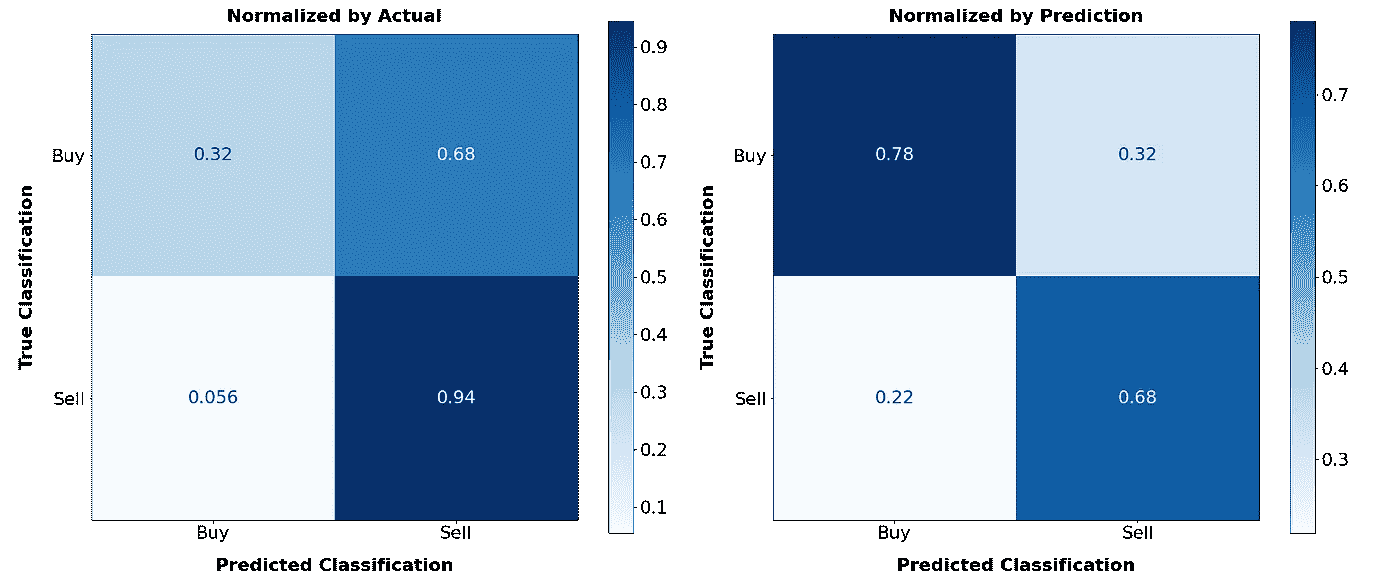 Normalized by Actual
True Classification
Buy
Sell
0.32
0.68
0.056
0.94
Buy
Sell
Predicted Classification
0.9
0.8
0.7
0.6
0.5
0.4
0.3
0.2
0.1
Normalized by Prediction
True Classification
Buy
Sell
0.78
0.32
0.22
0.68
Buy
Sell
Predicted Classification
0.7
0.6
0.5
0.4
0.3